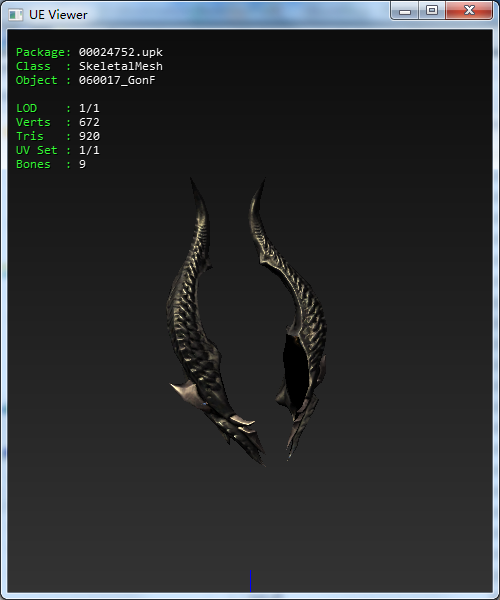 UE Viewer
Package: 00024752.upk
Class : SkeletalMesh
Object : 060017_GonF
LOD : 1/1
Verts : 672
Tris : 920
UV Set : 1/1
Bones : 9